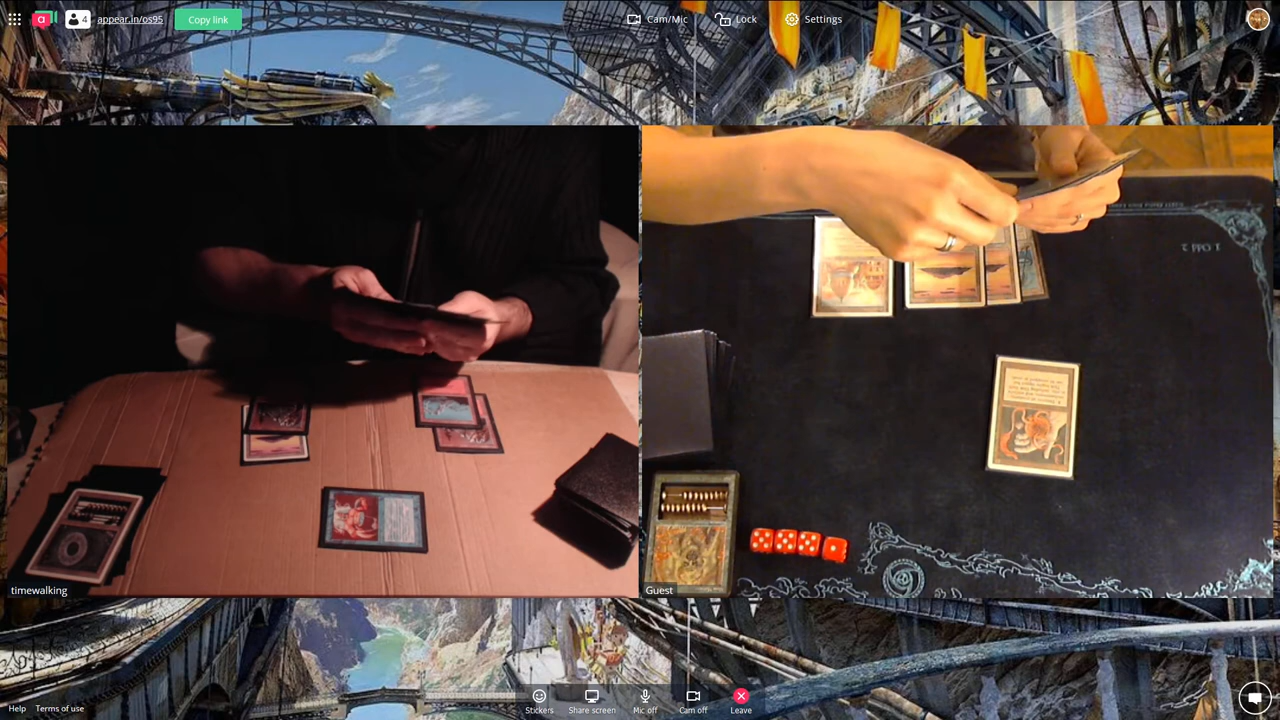 4
appear.in/os95
Copy link
Cam/Mic
Lock
Settings
timewalking
Guest
Help
Terms of use
Stickers
Share screen
Mic off
Cam off
Leave